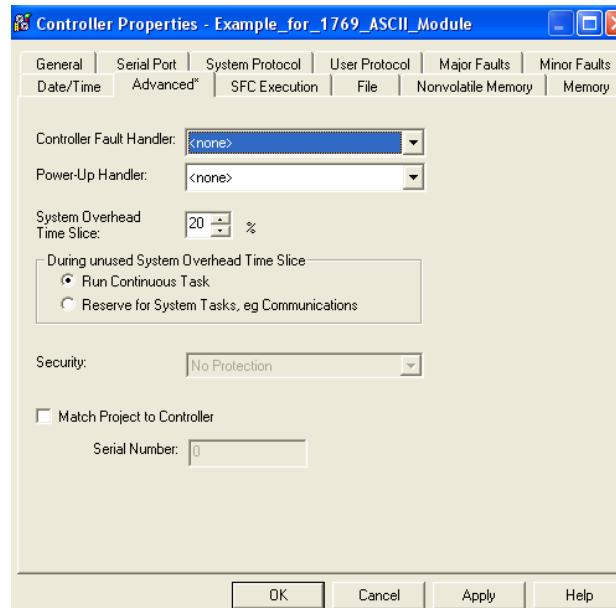 Controller Properties - Example_for_1769_ASCII_Module
General Serial Port System Protocol User Protocol Major Faults Minor Faults
Date/Time Advanced* SFC Execution File Nonvolatile Memory Memory
Controller Fault Handler: <none>
Power-Up Handler: <none>
System Overhead
Time Slice: 20 %
During unused System Overhead Time Slice
Run Continuous Task
Reserve for System Tasks, eg Communications
Security: No Protection
Match Project to Controller
Serial Number: 0
OK Cancel Apply Help